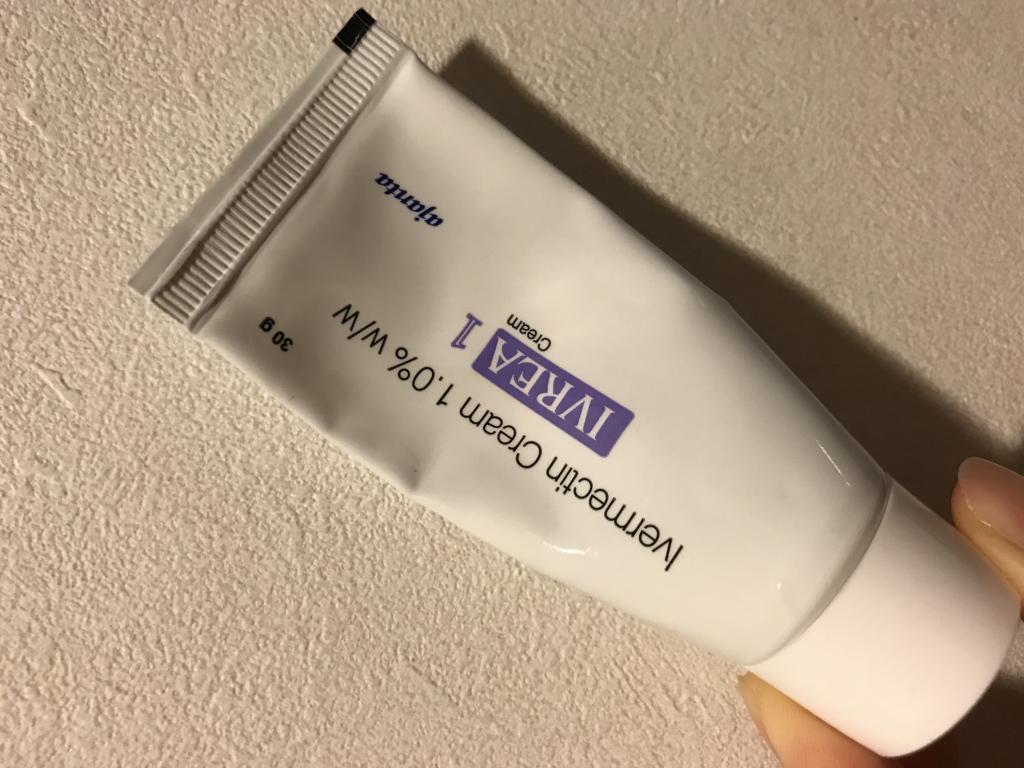 Ivermectin Cream 1.0% w/w
IVREA 1
Cream
30 g
ajanta